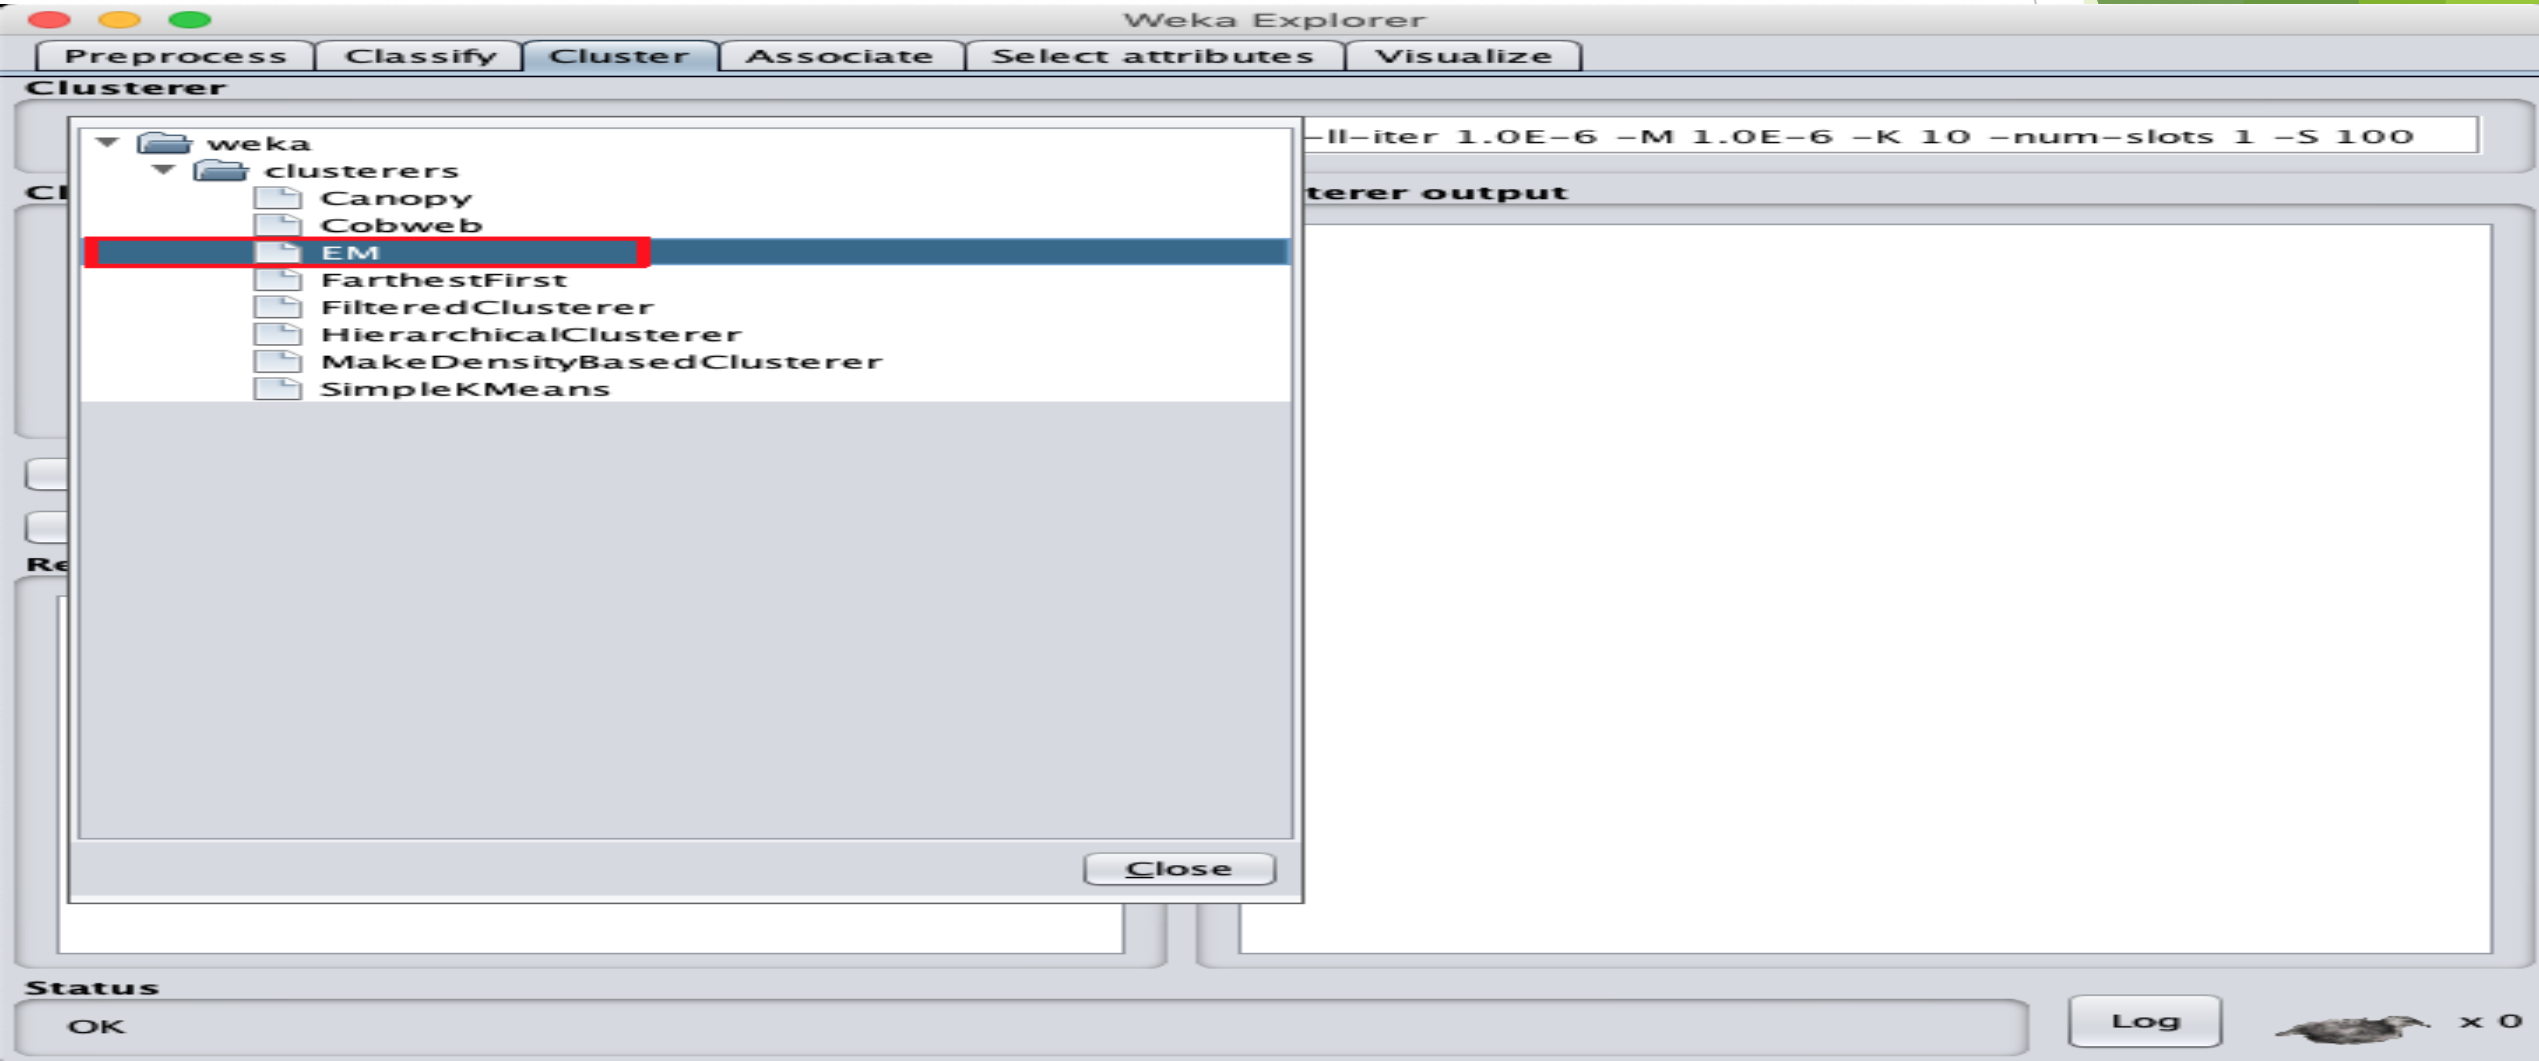 Weka Explorer
Preprocess Classify Cluster Associate Select attributes Visualize
Clusterer
weka
clusterers
Canopy
Cobweb
EM
FarthestFirst
FilteredClusterer
HierarchicalClusterer
MakeDensityBasedClusterer
SimpleKMeans
Close
-ll-iter 1.0E-6 -M 1.0E-6 -K 10 -num-slots 1 -S 100
terer output
Cl
Re
Status
OK
Log
x 0